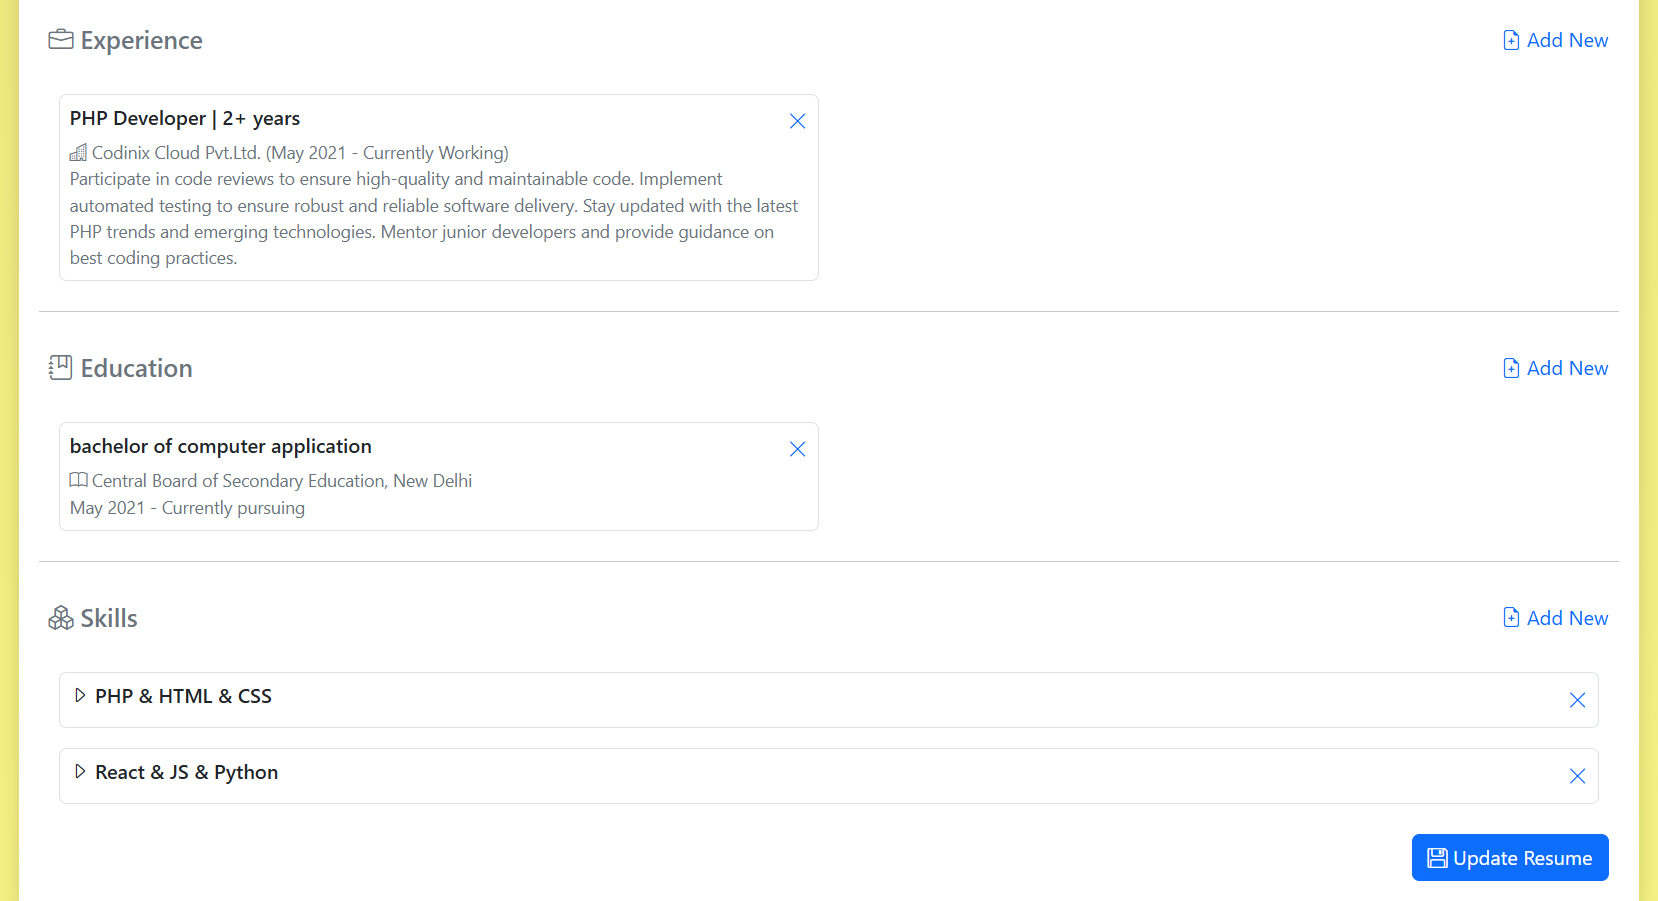 Experience
Add New
PHP Developer | 2+ years
Codinix Cloud Pvt.Ltd. (May 2021 - Currently Working)
Participate in code reviews to ensure high-quality and maintainable code. Implement
automated testing to ensure robust and reliable software delivery. Stay updated with the latest
PHP trends and emerging technologies. Mentor junior developers and provide guidance on
best coding practices.
Education
Add New
bachelor of computer application
Central Board of Secondary Education, New Delhi
May 2021 - Currently pursuing
Skills
Add New
PHP & HTML & CSS
React & JS & Python
Update Resume